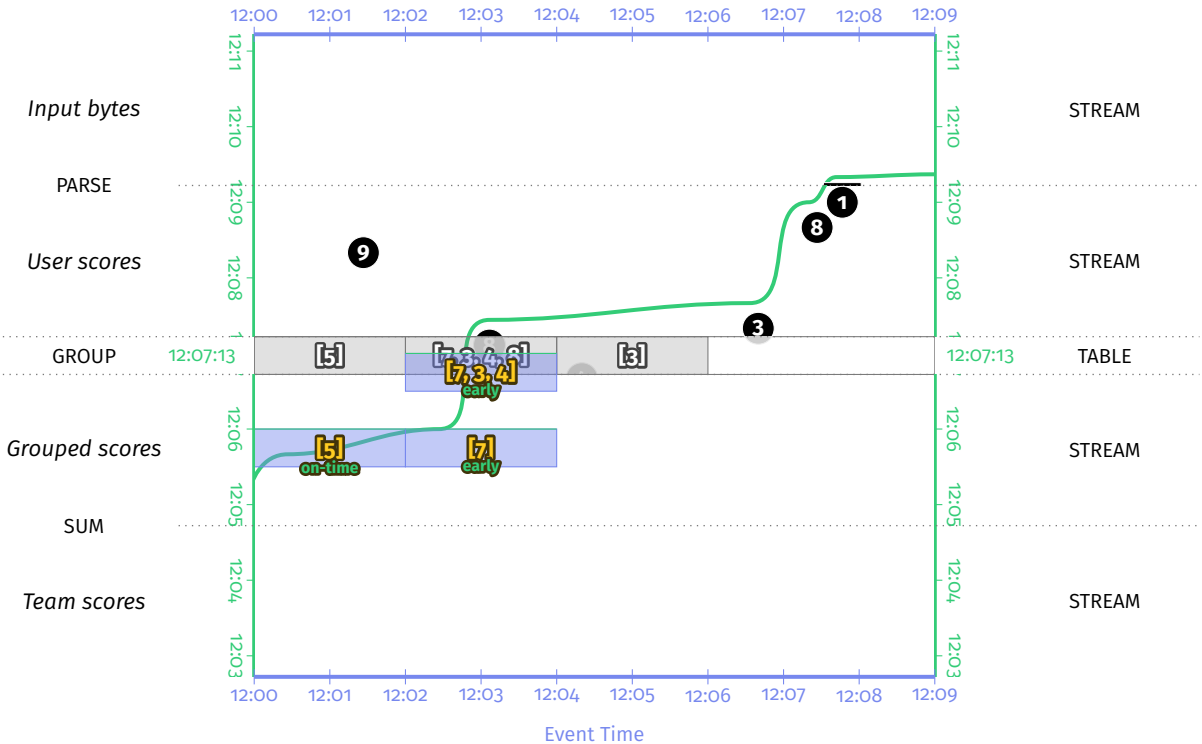 12:00 12:01 12:02 12:03 12:04 12:05 12:06 12:07 12:08 12:09
12:11 12:11
Input bytes STREAM
12:10 12:10
PARSE
12:09 1 12:09
8
9
User scores STREAM
12:08 12:08
3
8
GROUP 12:07:13 [5] [7, 3, 4, 8] [3] 12:07:13 TABLE
[7, 3, 4]
early
12:06 12:06
Grouped scores [5] [7] STREAM
on-time early
12:05 12:05
SUM
12:04 12:04
Team scores STREAM
12:03 12:03
12:00 12:01 12:02 12:03 12:04 12:05 12:06 12:07 12:08 12:09
Event Time